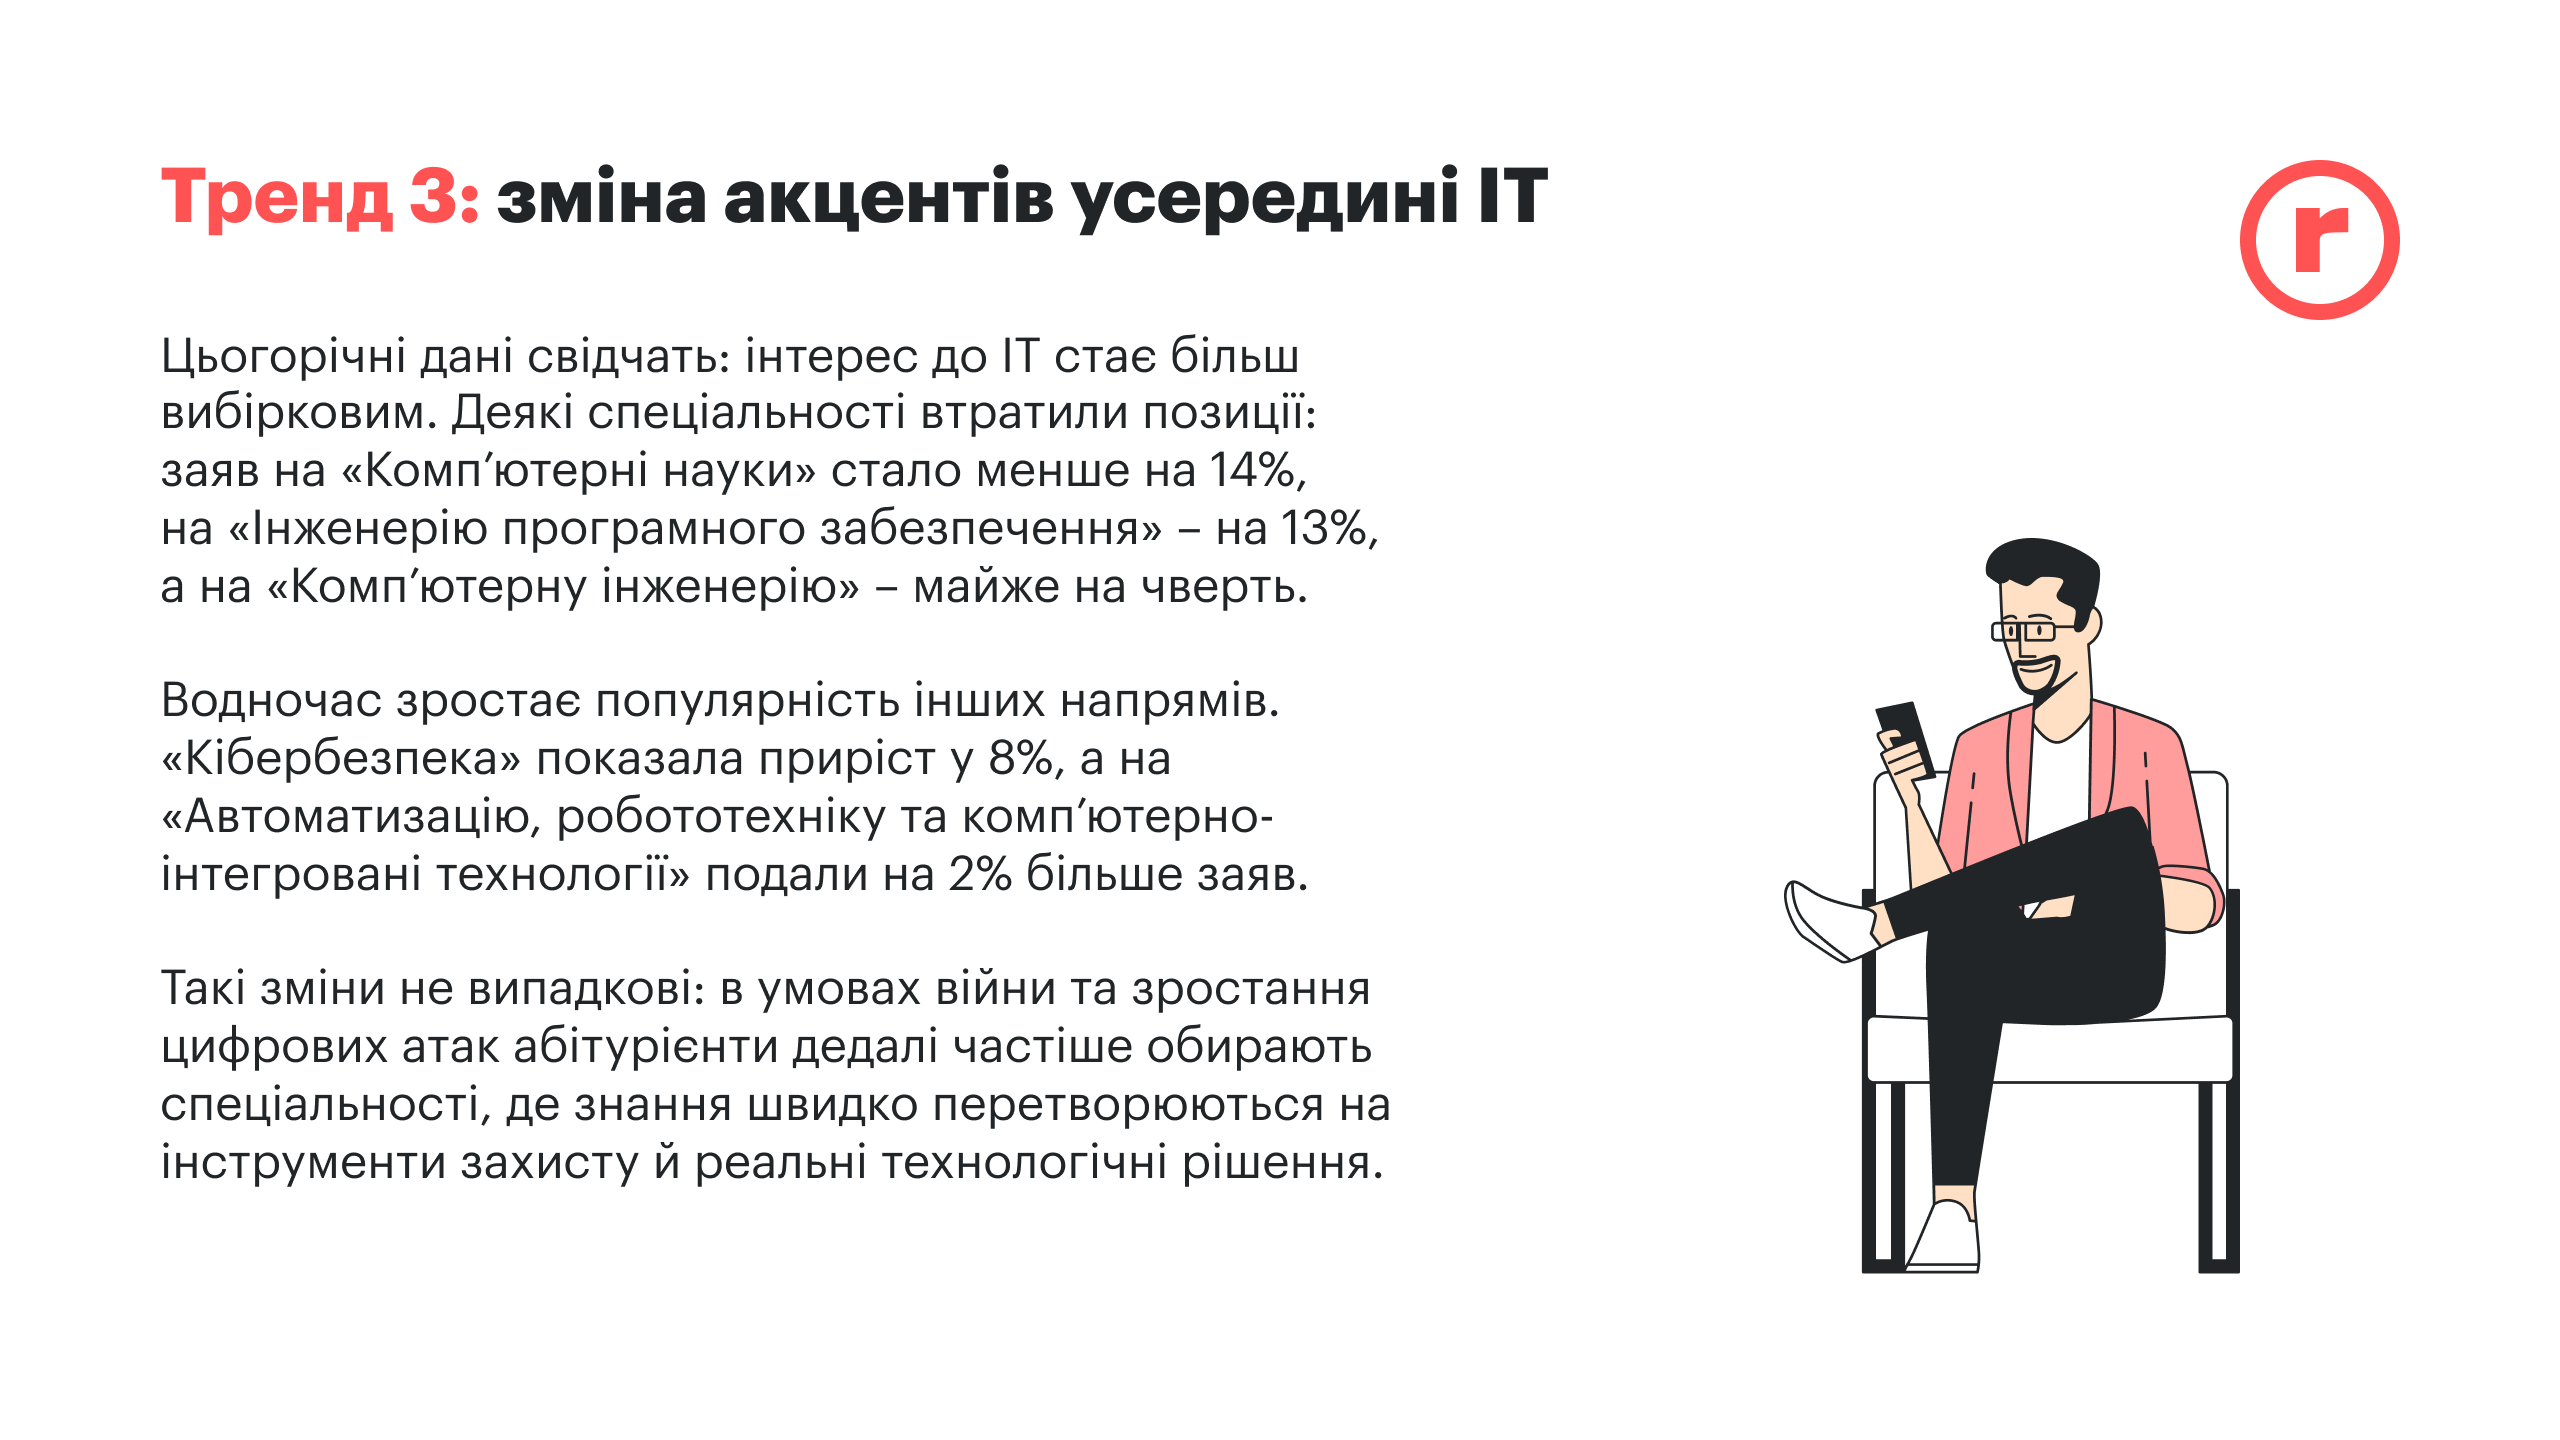 Тренд 3: зміна акцентів усередині ІТ
r
Цьогорічні дані свідчать: інтерес до ІТ стає більш
вибірковим. Деякі спеціальності втратили позиції:
заяв на «Комп’ютерні науки» стало менше на 14%,
на «Інженерію програмного забезпечення» – на 13%,
а на «Комп’ютерну інженерію» – майже на чверть.
Водночас зростає популярність інших напрямів.
«Кібербезпека» показала приріст у 8%, а на
«Автоматизацію, робототехніку та комп’ютерно-
інтегровані технології» подали на 2% більше заяв.
Такі зміни не випадкові: в умовах війни та зростання
цифрових атак абітурієнти дедалі частіше обирають
спеціальності, де знання швидко перетворюються на
інструменти захисту й реальні технологічні рішення.